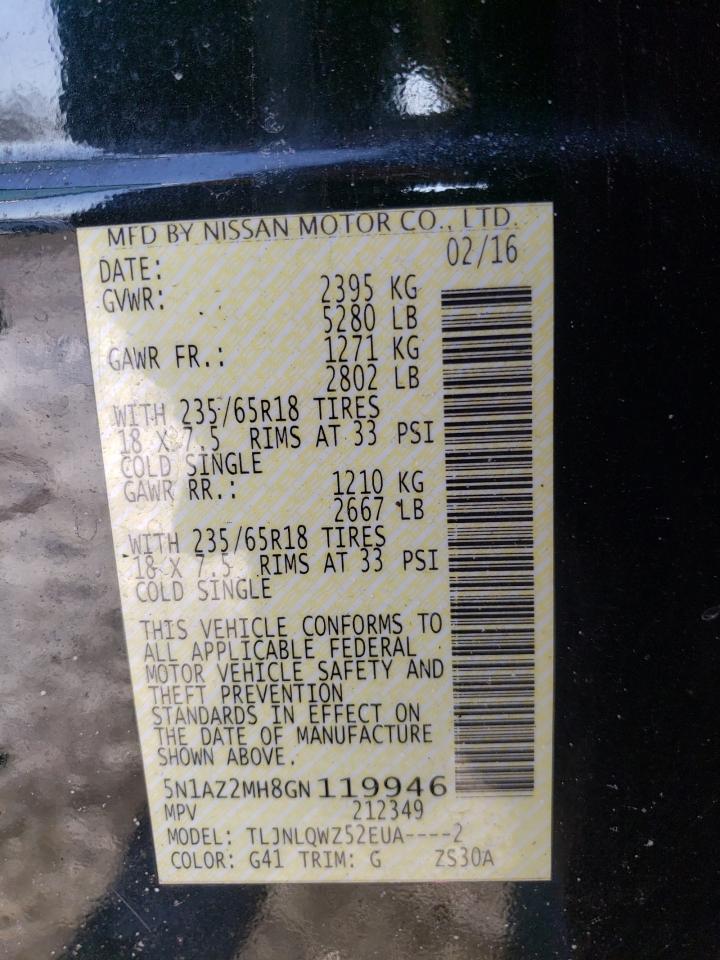 MFD BY NISSAN MOTOR CO., LTD.
DATE: 02/16
GVWR: 2395 KG
5280 LB
GAWR FR.: 1271 KG
2802 LB
WITH 235/65R18 TIRES
18 X 7.5 RIMS AT 33 PSI
COLD SINGLE
GAWR RR.: 1210 KG
2667 LB
WITH 235/65R18 TIRES
18 X 7.5 RIMS AT 33 PSI
COLD SINGLE
THIS VEHICLE CONFORMS TO
ALL APPLICABLE FEDERAL
MOTOR VEHICLE SAFETY AND
THEFT PREVENTION
STANDARDS IN EFFECT ON
THE DATE OF MANUFACTURE
SHOWN ABOVE.
5N1AZ2MH8GN119946
MPV 212349
MODEL: TLJNLQWZ52EUA----2
COLOR: G41 TRIM: G ZS30A